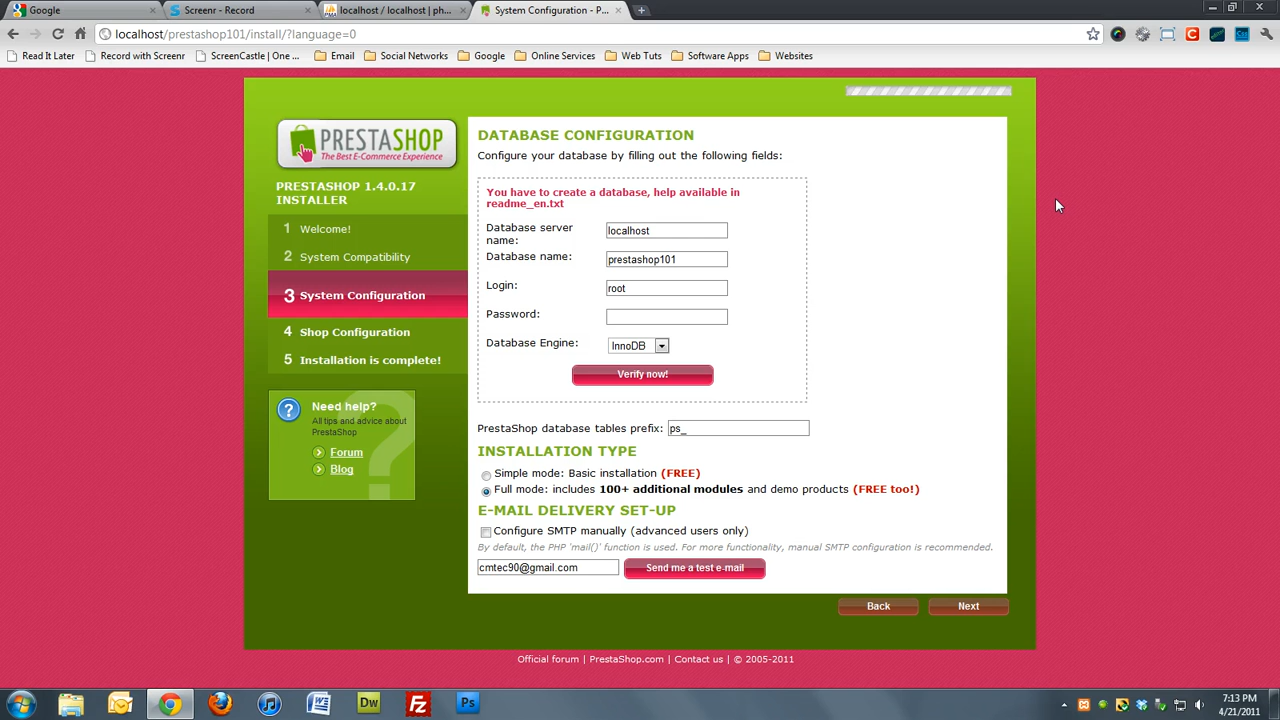 Google
Screenr - Record
localhost / localhost | ph...
System Configuration - P...
localhost/prestashop101/install/?language=0
Read It Later
Record with Screenr
ScreenCastle | One ...
Email
Social Networks
Google
Online Services
Web Tuts
Software Apps
Websites
PRESTASHOP
The Best E-Commerce Experience
PRESTASHOP 1.4.0.17
INSTALLER
1 Welcome!
2 System Compatibility
3 System Configuration
4 Shop Configuration
5 Installation is complete!
? Need help?
All tips and advice about
PrestaShop
Forum
Blog
DATABASE CONFIGURATION
Configure your database by filling out the following fields:
You have to create a database, help available in
readme_en.txt
Database server
name:
localhost
Database name: prestashop101
Login: root
Password:
Database Engine: InnoDB
Verify now!
PrestaShop database tables prefix: ps_
INSTALLATION TYPE
Simple mode: Basic installation (FREE)
Full mode: includes 100+ additional modules and demo products (FREE too!)
E-MAIL DELIVERY SET-UP
Configure SMTP manually (advanced users only)
By default, the PHP 'mail()' function is used. For more functionality, manual SMTP configuration is recommended.
cmtec90@gmail.com Send me a test e-mail
Back Next
Official forum | PrestaShop.com | Contact us | © 2005-2011
Dw
Fz
Ps
7:13 PM
4/21/2011